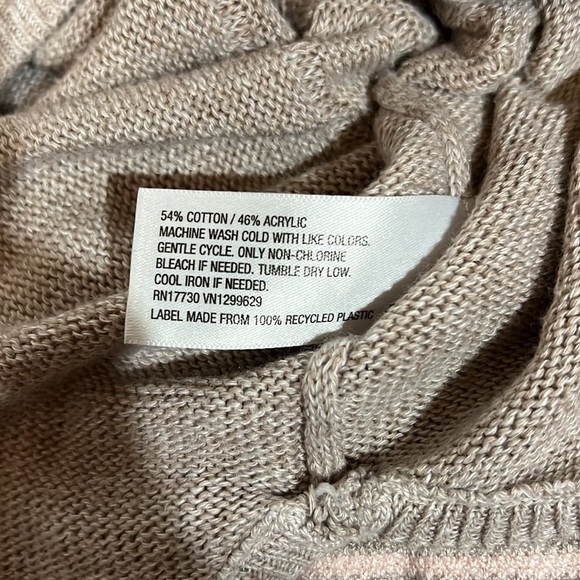 54% COTTON / 46% ACRYLIC
MACHINE WASH COLD WITH LIKE COLORS.
GENTLE CYCLE. ONLY NON-CHLORINE
BLEACH IF NEEDED. TUMBLE DRY LOW.
COOL IRON IF NEEDED.
RN17730 VN1299629
LABEL MADE FROM 100% RECYCLED PLASTIC